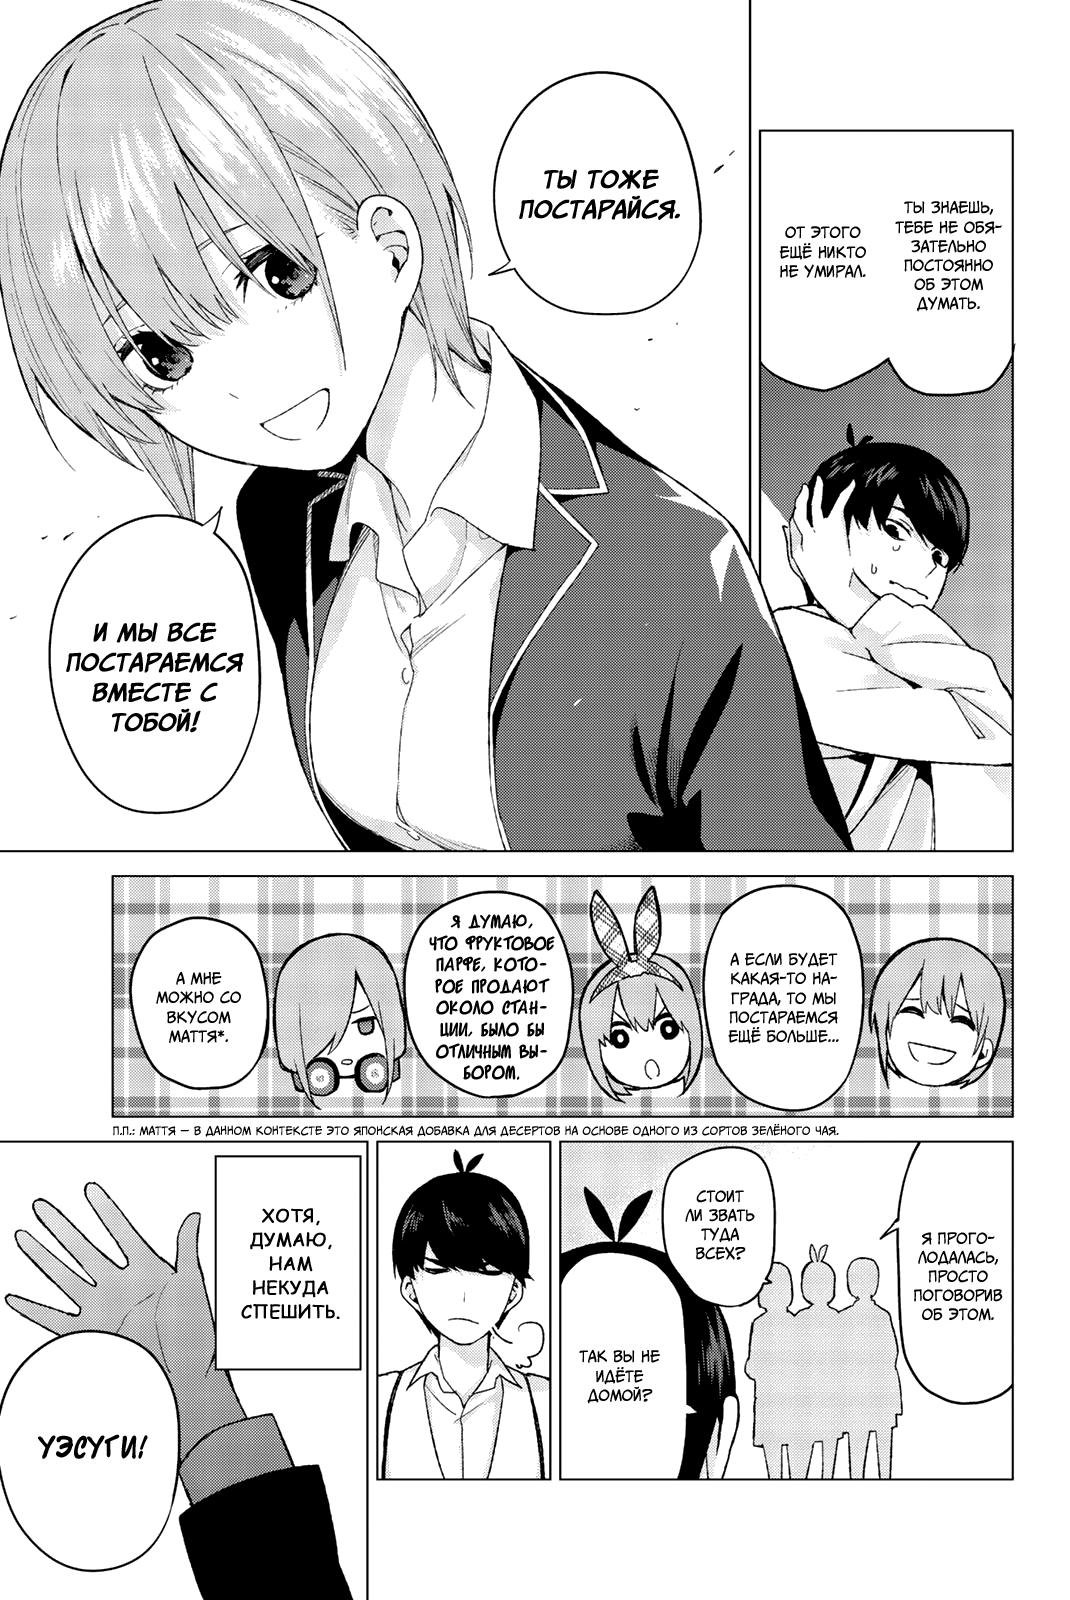 ТЫ ЗНАЕШЬ,
ТЕБЕ НЕ ОБЯ-
ЗАТЕЛЬНО
ПОСТОЯННО
ОБ ЭТОМ
ДУМАТЬ.
ОТ ЭТОГО
ЕЩЁ НИКТО
НЕ УМИРАЛ.
ТЫ ТОЖЕ
ПОСТАРАЙСЯ.
И МЫ ВСЕ
ПОСТАРАЕМСЯ
ВМЕСТЕ С
ТОБОЙ!
А ЕСЛИ БУДЕТ
КАКАЯ-ТО НА-
ГРАДА, ТО МЫ
ПОСТАРАЕМСЯ
ЕЩЁ БОЛЬШЕ...
Я ДУМАЮ,
ЧТО ФРУКТОВОЕ
ПАРФЕ, КОТО-
РОЕ ПРОДАЮТ
ОКОЛО СТАН-
ЦИИ, БЫЛО БЫ
ОТЛИЧНЫМ ВЫ-
БОРОМ.
А МНЕ
МОЖНО СО
ВКУСОМ
МАТТЯ*.
П.П.: МАТТЯ – В ДАННОМ КОНТЕКСТЕ ЭТО ЯПОНСКАЯ ДОБАВКА ДЛЯ ДЕСЕРТОВ НА ОСНОВЕ ОДНОГО ИЗ СОРТОВ ЗЕЛЁНОГО ЧАЯ.
Я ПРОГО-
ЛОДАЛАСЬ,
ПРОСТО
ПОГОВОРИВ
ОБ ЭТОМ.
СТОИТ
ЛИ ЗВАТЬ
ТУДА
ВСЕХ?
ТАК ВЫ НЕ
ИДЁТЕ
ДОМОЙ?
ХОТЯ,
ДУМАЮ,
НАМ
НЕКУДА
СПЕШИТЬ.
УЭСУГИ!